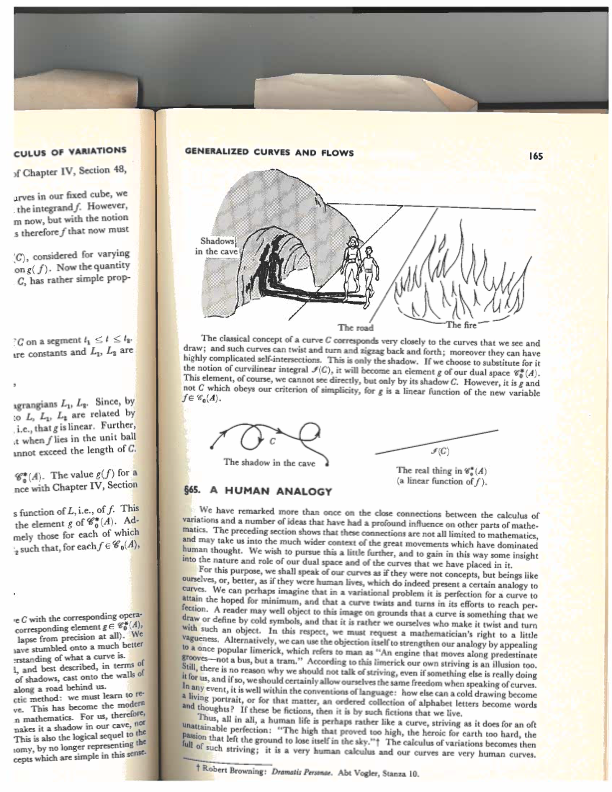 CULUS OF VARIATIONS
of Chapter IV, Section 48,
urves in our fixed cube, we
the integrand f. However,
m now, but with the notion
s therefore f that now must
(C), considered for varying
on g( f ). Now the quantity
C, has rather simple prop-
C on a segment t₁ ≤ t ≤ t₂.
are constants and L₁, L₂ are
agrangians L₁, L₂. Since, by
to L, L₁, L₂ are related by
i.e., that g is linear. Further,
t when f lies in the unit ball
annot exceed the length of C.
𝒞*₀(A). The value g(f) for a
nce with Chapter IV, Section
s function of L, i.e., of f. This
the element g of 𝒞*₀(A). Ad-
mely those for each of which
such that, for each f ∈ 𝒞₀(A),
e C with the corresponding opera-
corresponding element g ∈ 𝒞*₀(A),
lapse from precision at all). We
have stumbled onto a much better
erstanding of what a curve is.
l, and best described, in terms of
of shadows, cast onto the walls of
along a road behind us.
ctic method: we must learn to re-
ve. This has become the modern
n mathematics. For us, therefore,
makes it a shadow in our cave, not
This is also the logical sequel to the
omy, by no longer representing the
cepts which are simple in this sense.
GENERALIZED CURVES AND FLOWS 165
Shadows
in the cave
The road
The fire
The classical concept of a curve C corresponds very closely to the curves that we see and
draw; and such curves can twist and turn and zigzag back and forth; moreover they can have
highly complicated self-intersections. This is only the shadow. If we choose to substitute for it
the notion of curvilinear integral 𝒥(C), it will become an element g of our dual space 𝒞*₀(A).
This element, of course, we cannot see directly, but only by its shadow C. However, it is g and
not C which obeys our criterion of simplicity, for g is a linear function of the new variable
f ∈ 𝒞₀(A).
C
The shadow in the cave
𝒥(C)
The real thing in 𝒞*₀(A)
(a linear function of f ).
§65. A HUMAN ANALOGY
We have remarked more than once on the close connections between the calculus of
variations and a number of ideas that have had a profound influence on other parts of mathe-
matics. The preceding section shows that these connections are not all limited to mathematics,
and may take us into the much wider context of the great movements which have dominated
human thought. We wish to pursue this a little further, and to gain in this way some insight
into the nature and role of our dual space and of the curves that we have placed in it.
For this purpose, we shall speak of our curves as if they were not concepts, but beings like
ourselves, or, better, as if they were human lives, which do indeed present a certain analogy to
curves. We can perhaps imagine that in a variational problem it is perfection for a curve to
attain the hoped for minimum, and that a curve twists and turns in its efforts to reach per-
fection. A reader may well object to this image on grounds that a curve is something that we
draw or define by cold symbols, and that it is rather we ourselves who make it twist and turn
with such an object. In this respect, we must request a mathematician's right to a little
vagueness. Alternatively, we can use the objection itself to strengthen our analogy by appealing
to a once popular limerick, which refers to man as "An engine that moves along predestinate
grooves—not a bus, but a tram." According to this limerick our own striving is an illusion too.
Still, there is no reason why we should not talk of striving, even if something else is really doing
it for us, and if so, we should certainly allow ourselves the same freedom when speaking of curves.
In any event, it is well within the conventions of language: how else can a cold drawing become
a living portrait, or for that matter, an ordered collection of alphabet letters become words
and thoughts? If these be fictions, then it is by such fictions that we live.
Thus, all in all, a human life is perhaps rather like a curve, striving as it does for an oft
unattainable perfection: "The high that proved too high, the heroic for earth too hard, the
passion that left the ground to lose itself in the sky."† The calculus of variations becomes then
full of such striving; it is a very human calculus and our curves are very human curves.
† Robert Browning: Dramatis Personae. Abt Vogler, Stanza 10.